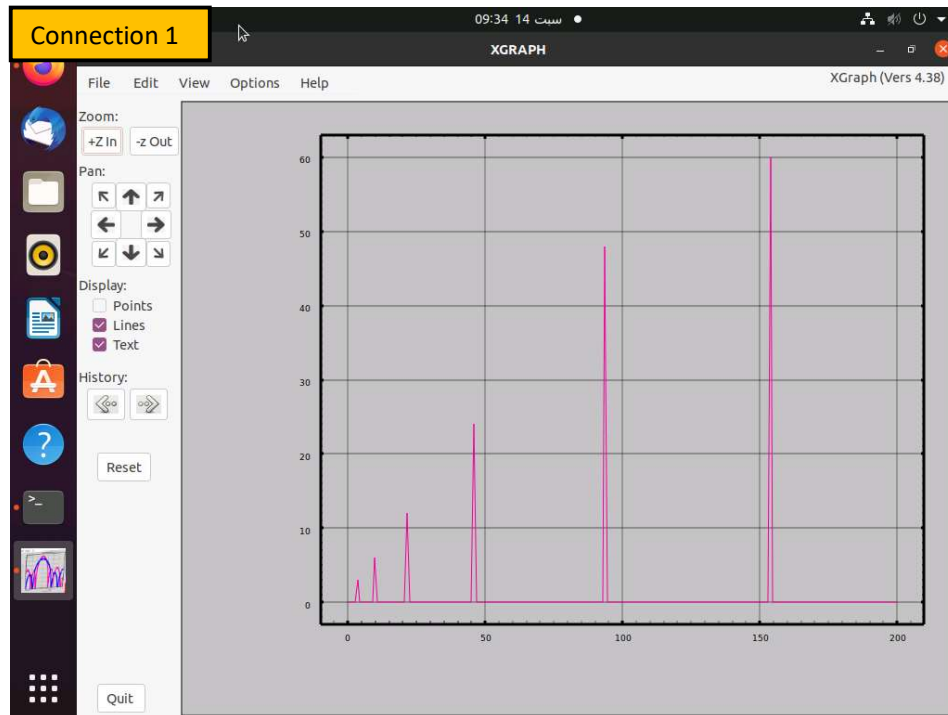 Connection 1
09:34 14 سبت
XGRAPH
File Edit View Options Help
XGraph (Vers 4.38)
Zoom:
+Z In -z Out
Pan:
Display:
Points
Lines
Text
History:
Reset
Quit
60
50
40
30
20
10
0
0 50 100 150 200